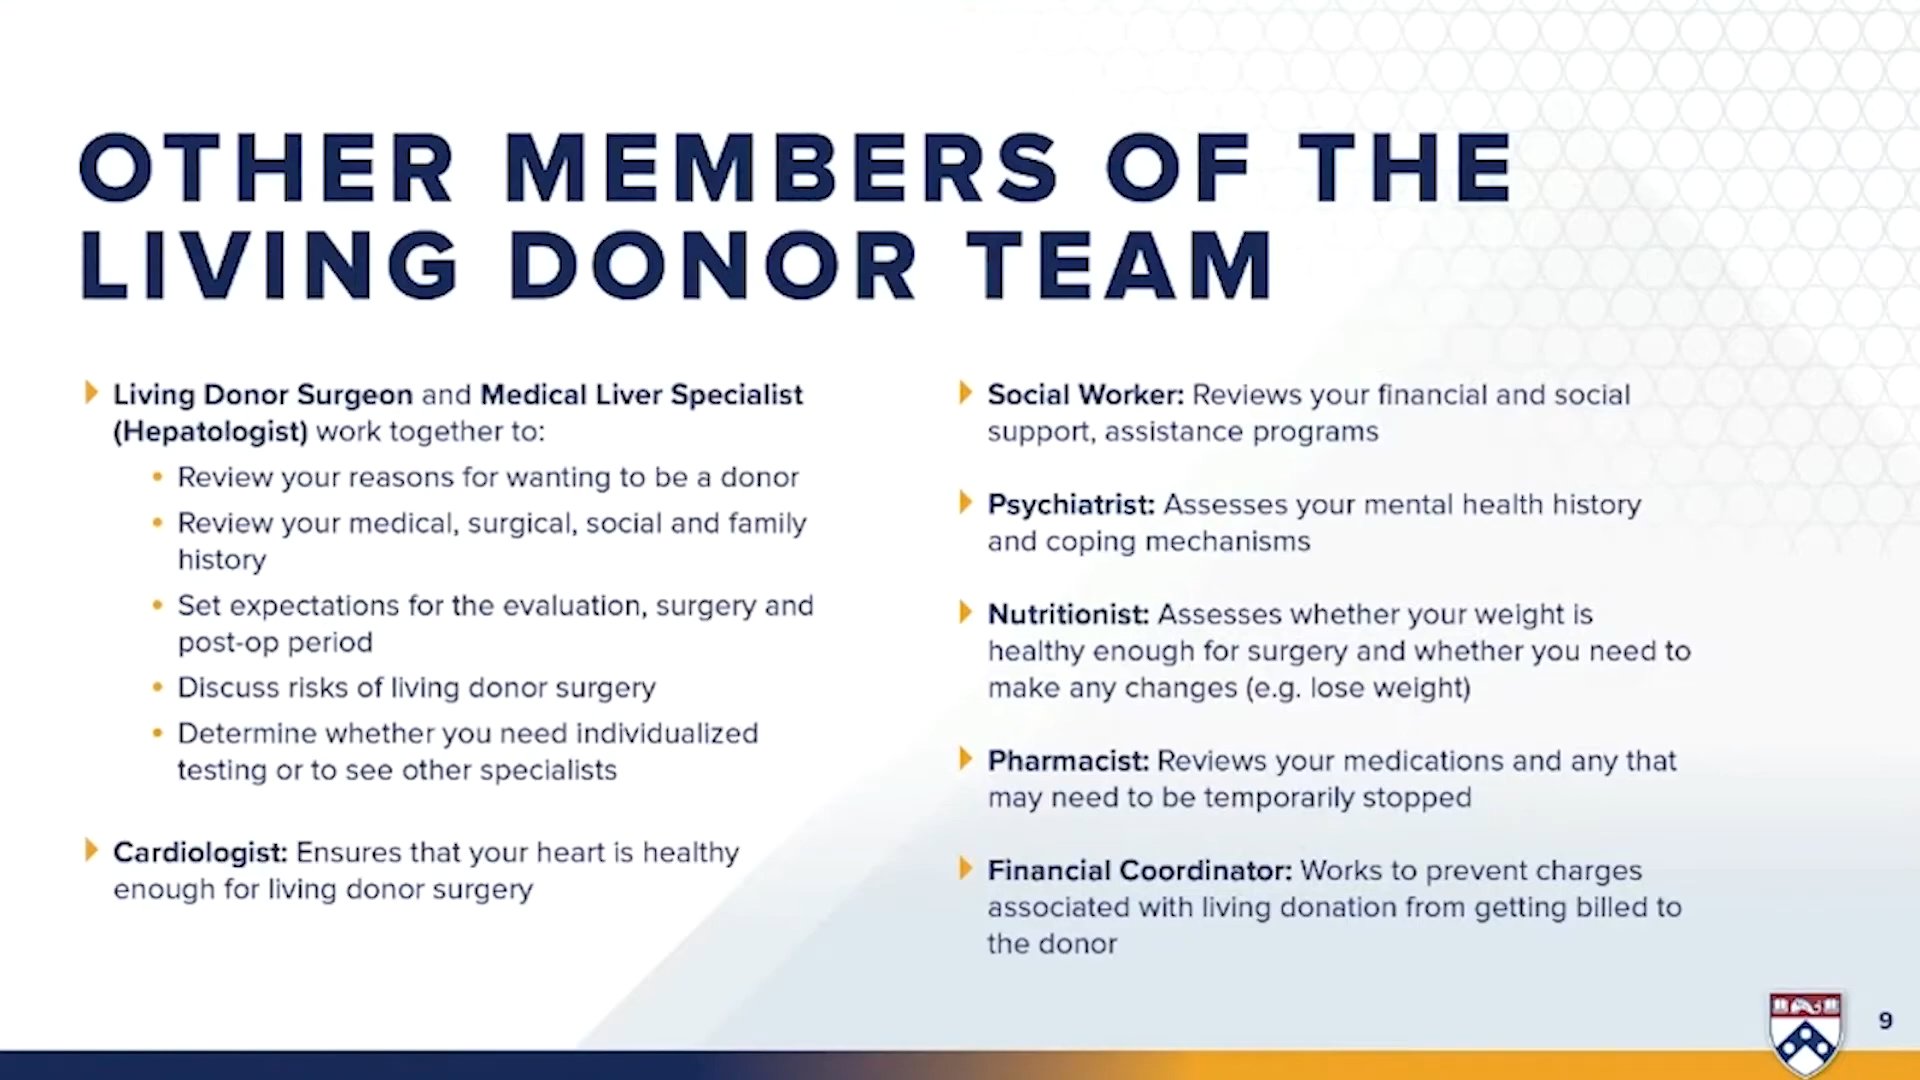 OTHER MEMBERS OF THE
LIVING DONOR TEAM
Living Donor Surgeon and Medical Liver Specialist
(Hepatologist) work together to:
• Review your reasons for wanting to be a donor
• Review your medical, surgical, social and family
history
• Set expectations for the evaluation, surgery and
post-op period
• Discuss risks of living donor surgery
• Determine whether you need individualized
testing or to see other specialists
Cardiologist: Ensures that your heart is healthy
enough for living donor surgery
Social Worker: Reviews your financial and social
support, assistance programs
Psychiatrist: Assesses your mental health history
and coping mechanisms
Nutritionist: Assesses whether your weight is
healthy enough for surgery and whether you need to
make any changes (e.g. lose weight)
Pharmacist: Reviews your medications and any that
may need to be temporarily stopped
Financial Coordinator: Works to prevent charges
associated with living donation from getting billed to
the donor
9